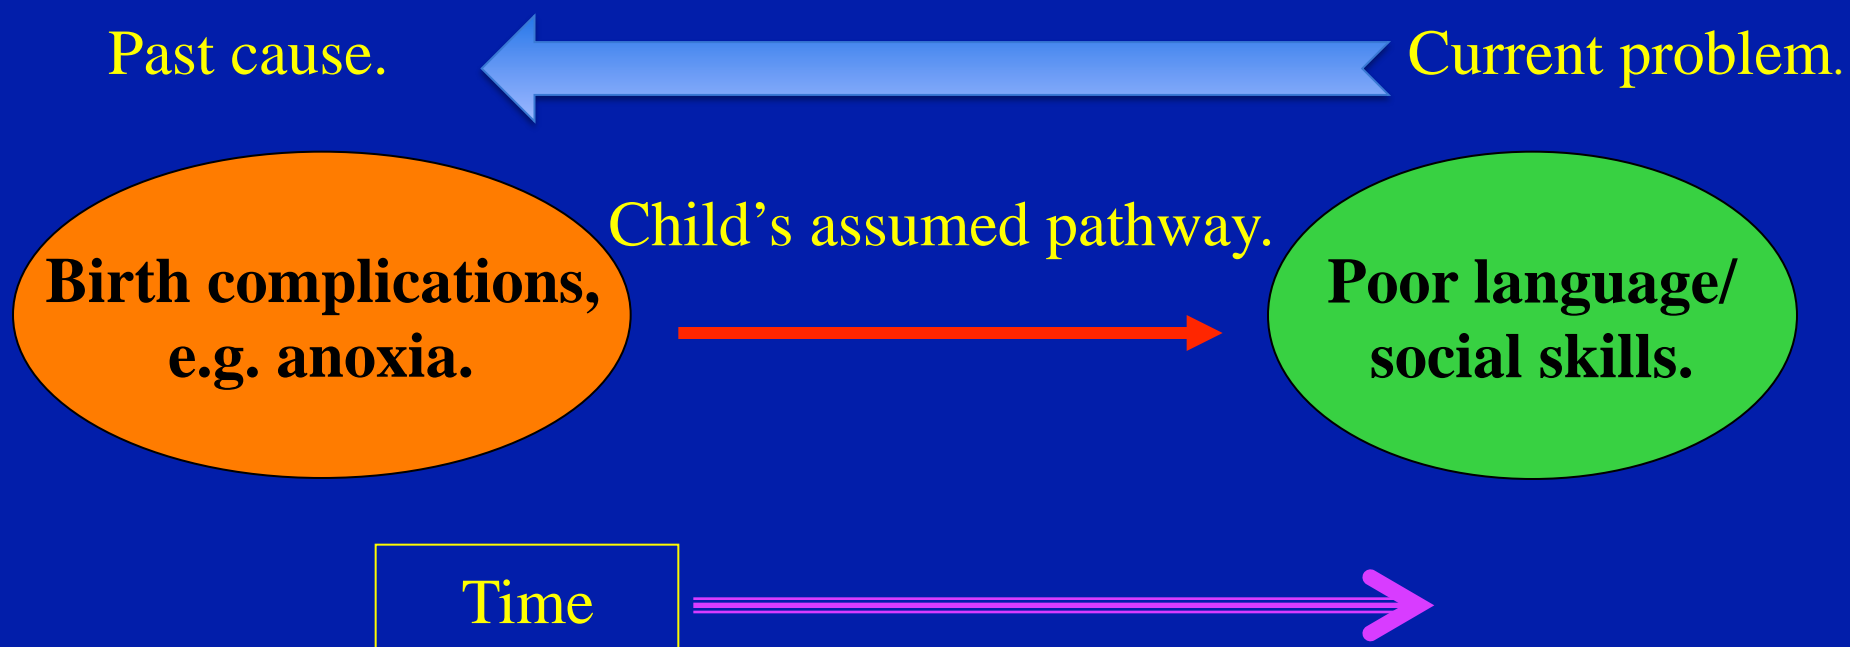 Past cause.
Current problem.
Child’s assumed pathway.
Birth complications,
e.g. anoxia.
Poor language/
social skills.
Time